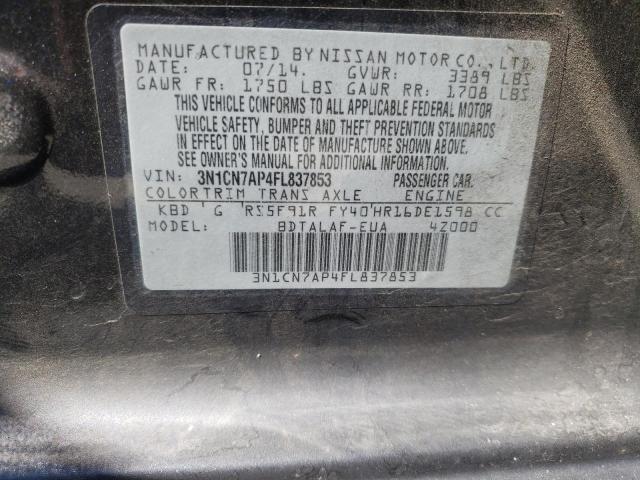 MANUFACTURED BY NISSAN MOTOR CO., LTD.
DATE: 07/14. GVWR: 3389 LBS
GAWR FR: 1750 LBS GAWR RR: 1708 LBS
THIS VEHICLE CONFORMS TO ALL APPLICABLE FEDERAL MOTOR
VEHICLE SAFETY, BUMPER AND THEFT PREVENTION STANDARDS
IN EFFECT ON THE DATE OF MANUFACTURE SHOWN ABOVE.
SEE OWNER'S MANUAL FOR ADDITIONAL INFORMATION.
VIN: 3N1CN7AP4FL837853 PASSENGER CAR.
COLOR TRIM TRANS AXLE ENGINE
KBD G RS5F91R FY40 HR16DE1598 CC
MODEL: BDTALAF-EUA 4Z000
3N1CN7AP4FL837853